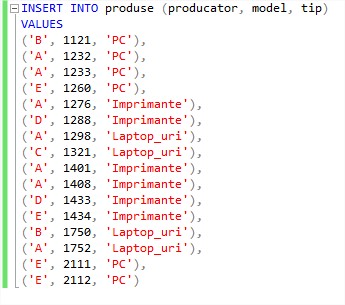 INSERT INTO produse (producator, model, tip)
VALUES
('B', 1121, 'PC'),
('A', 1232, 'PC'),
('A', 1233, 'PC'),
('E', 1260, 'PC'),
('A', 1276, 'Imprimante'),
('D', 1288, 'Imprimante'),
('A', 1298, 'Laptop_uri'),
('C', 1321, 'Laptop_uri'),
('A', 1401, 'Imprimante'),
('A', 1408, 'Imprimante'),
('D', 1433, 'Imprimante'),
('E', 1434, 'Imprimante'),
('B', 1750, 'Laptop_uri'),
('A', 1752, 'Laptop_uri'),
('E', 2111, 'PC'),
('E', 2112, 'PC')